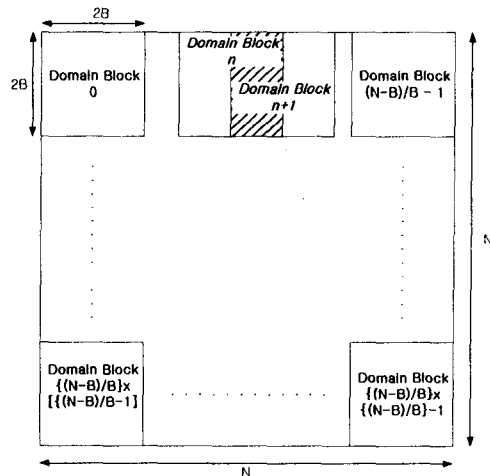 2B
2B
Domain Block
0
Domain Block
n
Domain Block
n+1
Domain Block
(N-B)/B - 1
N
Domain Block
{(N-B)/B}x
[{(N-B)/B-1]
Domain Block
{(N-B)/B}x
{(N-B)/B}-1
N